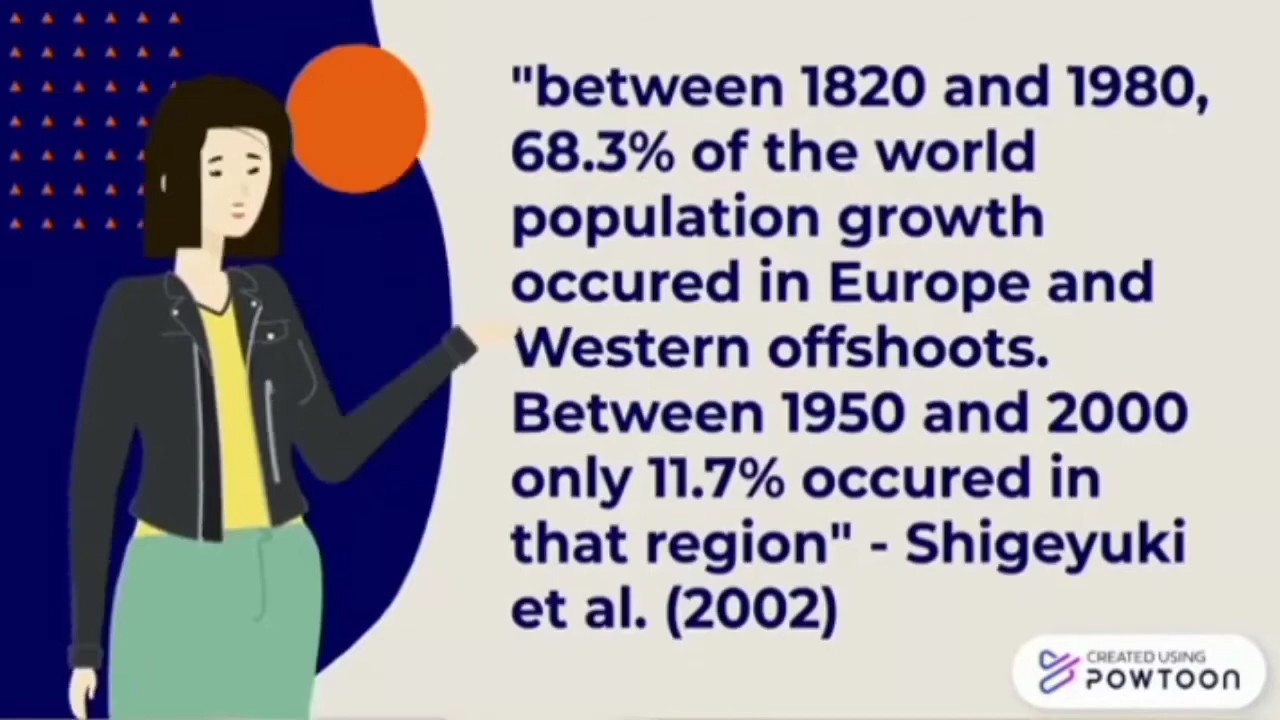 "between 1820 and 1980,
68.3% of the world
population growth
occured in Europe and
Western offshoots.
Between 1950 and 2000
only 11.7% occured in
that region" - Shigeyuki
et al. (2002)
CREATED USING
POWTOON